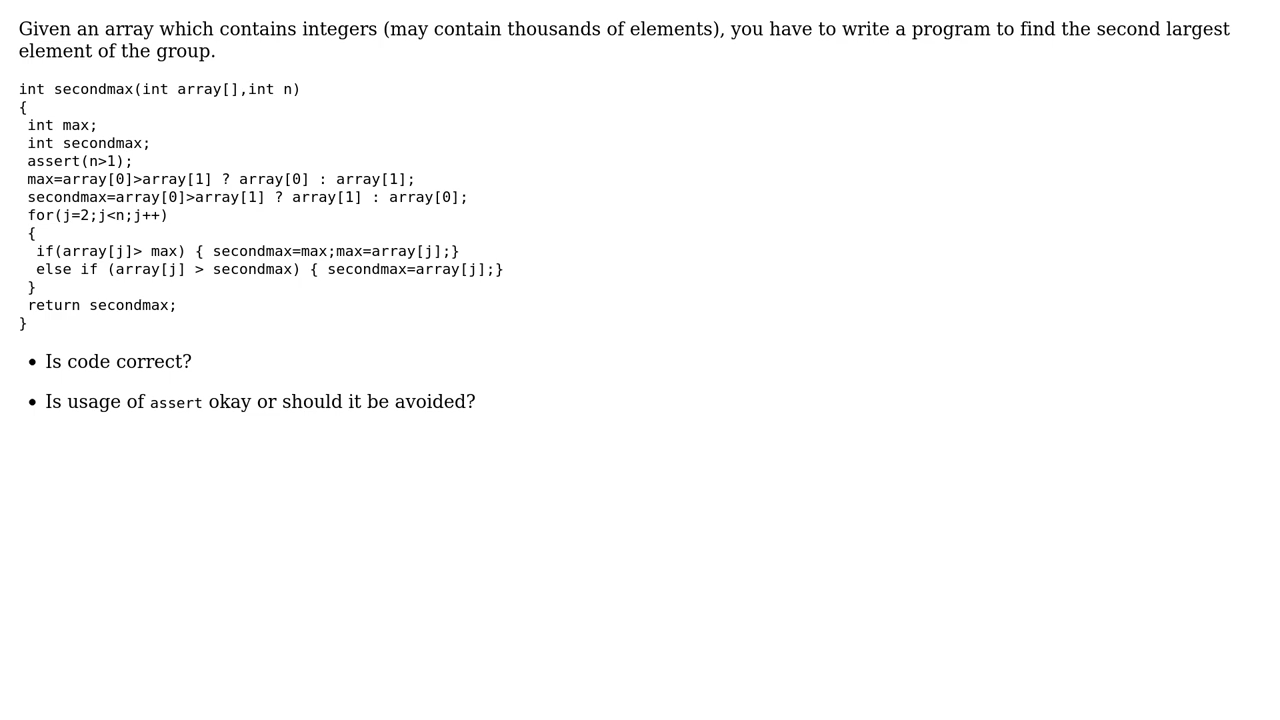 Given an array which contains integers (may contain thousands of elements), you have to write a program to find the second largest
element of the group.
int secondmax(int array[],int n)
{
 int max;
 int secondmax;
 assert(n>1);
 max=array[0]>array[1] ? array[0] : array[1];
 secondmax=array[0]>array[1] ? array[1] : array[0];
 for(j=2;j<n;j++)
 {
  if(array[j]> max) { secondmax=max;max=array[j];}
  else if (array[j] > secondmax) { secondmax=array[j];}
 }
 return secondmax;
}
• Is code correct?
• Is usage of assert okay or should it be avoided?